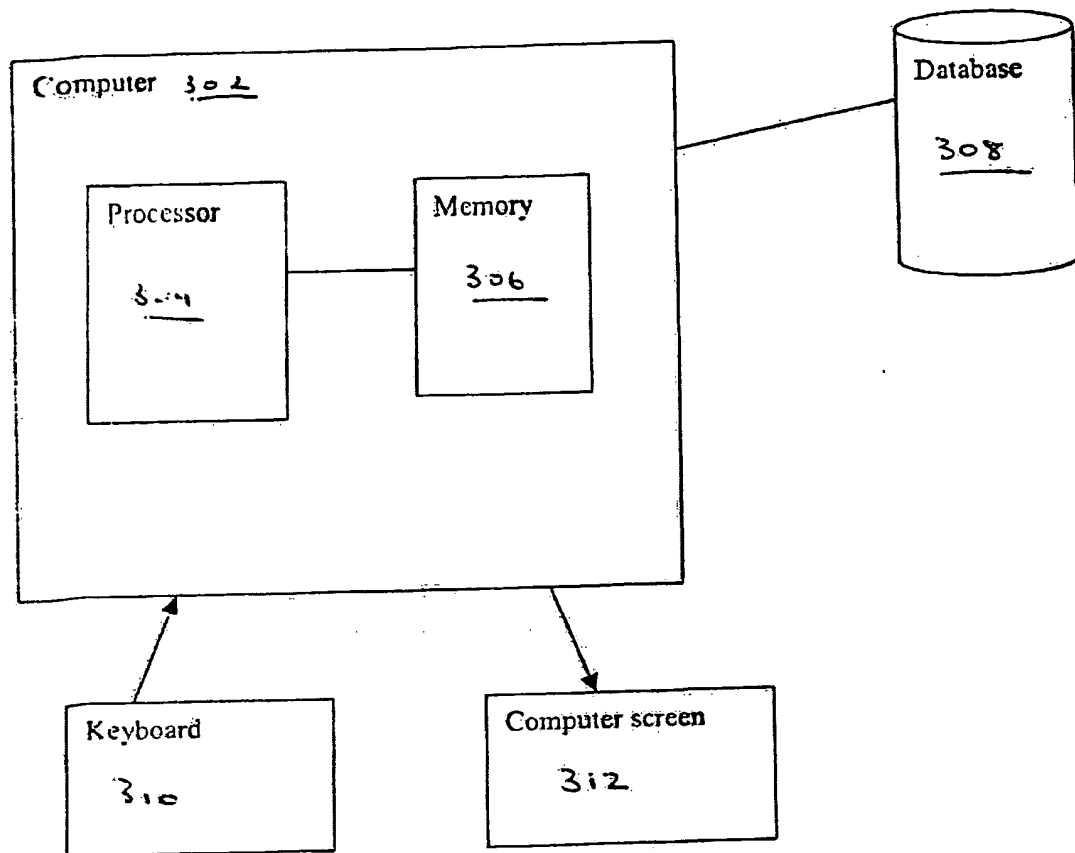 Computer 302
Database
308
Processor
Memory
306
Keyboard
310
Computer screen
312